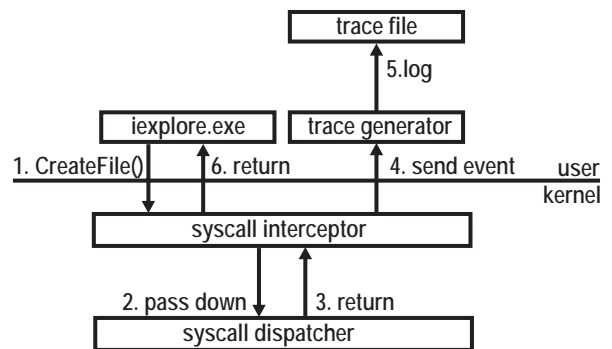 trace file
5.log
iexplore.exe
trace generator
1. CreateFile()
6. return
4. send event
user
kernel
syscall interceptor
2. pass down
3. return
syscall dispatcher